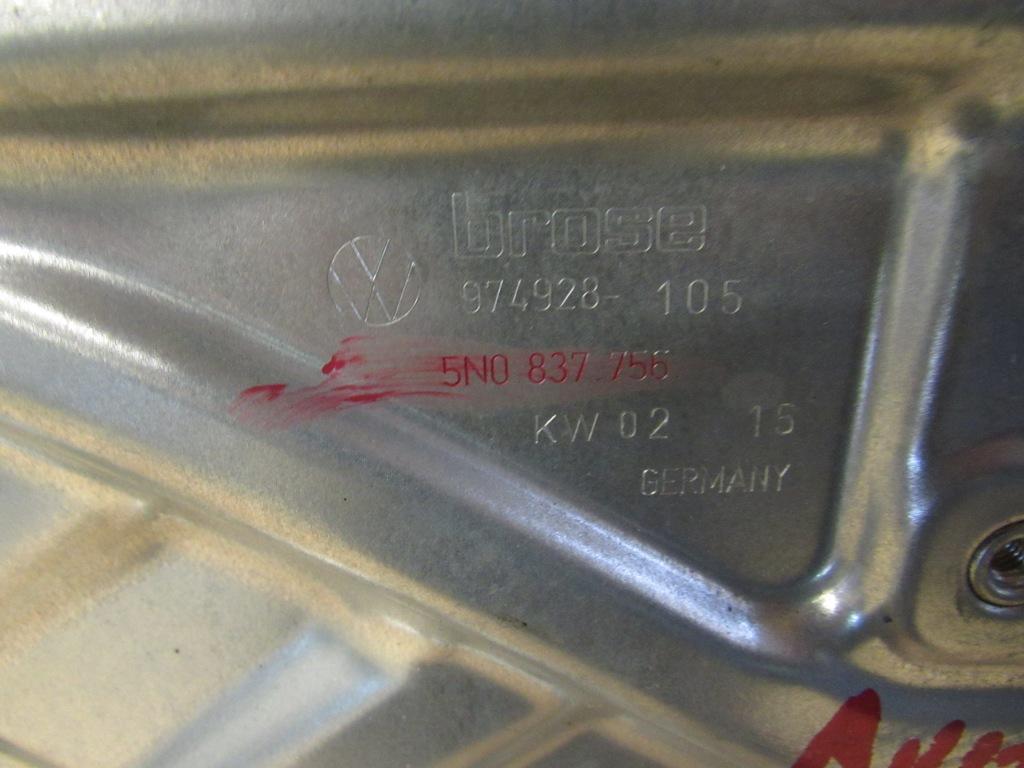 brose
974928- 105
5N0 837 756
KW 02 15
GERMANY